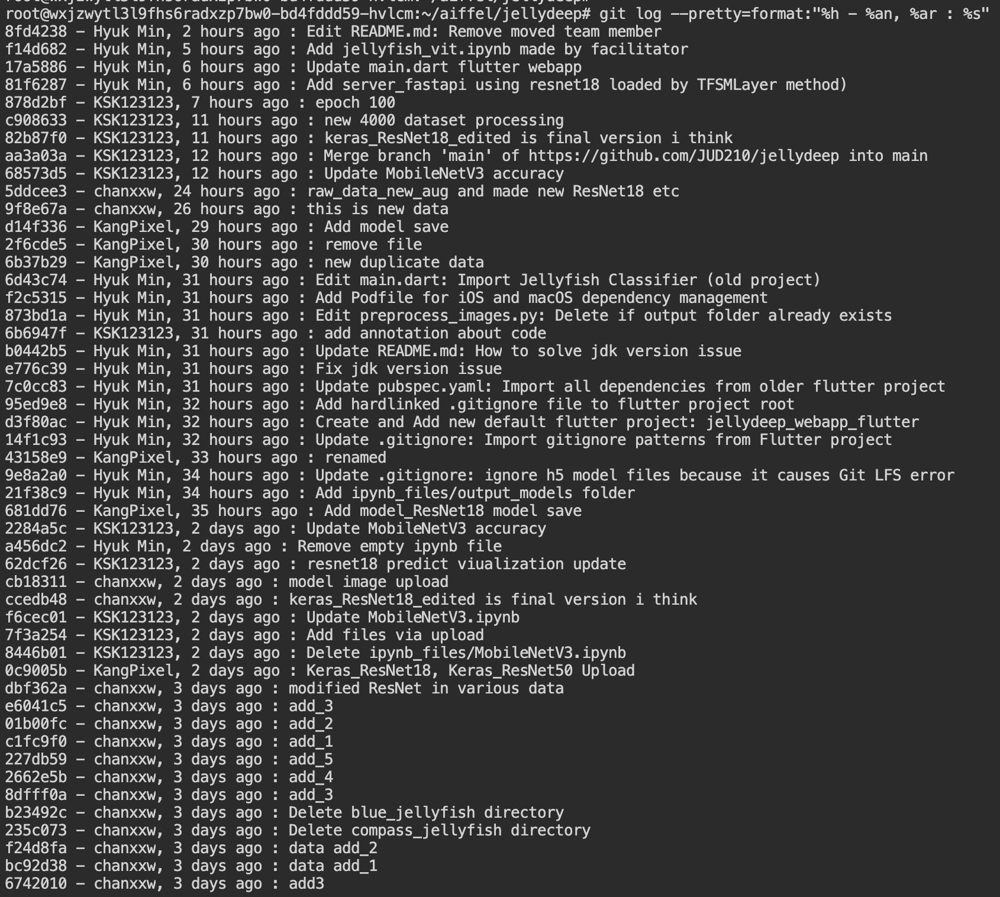 root@wxjzwytl3l9fhs6radxzp7bw0-bd4fddd59-hvlcm:~/aiffel/jellydeep#
root@wxjzwytl3l9fhs6radxzp7bw0-bd4fddd59-hvlcm:~/aiffel/jellydeep# git log --pretty=format:"%h - %an, %ar : %s"
8fd4238 - Hyuk Min, 2 hours ago : Edit README.md: Remove moved team member
f14d682 - Hyuk Min, 5 hours ago : Add jellyfish_vit.ipynb made by facilitator
17a5886 - Hyuk Min, 6 hours ago : Update main.dart flutter webapp
81f6287 - Hyuk Min, 6 hours ago : Add server_fastapi using resnet18 loaded by TFSMLayer method)
878d2bf - KSK123123, 7 hours ago : epoch 100
c908633 - KSK123123, 11 hours ago : new 4000 dataset processing
82b87f0 - KSK123123, 11 hours ago : keras_ResNet18_edited is final version i think
aa3a03a - KSK123123, 12 hours ago : Merge branch 'main' of https://github.com/JUD210/jellydeep into main
68573d5 - KSK123123, 12 hours ago : Update MobileNetV3 accuracy
5ddcee3 - chanxxw, 24 hours ago : raw_data_new_aug and made new ResNet18 etc
9f8e67a - chanxxw, 26 hours ago : this is new data
d14f336 - KangPixel, 29 hours ago : Add model save
2f6cde5 - KangPixel, 30 hours ago : remove file
6b37b29 - KangPixel, 30 hours ago : new duplicate data
6d43c74 - Hyuk Min, 31 hours ago : Edit main.dart: Import Jellyfish Classifier (old project)
f2c5315 - Hyuk Min, 31 hours ago : Add Podfile for iOS and macOS dependency management
873bd1a - Hyuk Min, 31 hours ago : Edit preprocess_images.py: Delete if output folder already exists
6b6947f - KSK123123, 31 hours ago : add annotation about code
b0442b5 - Hyuk Min, 31 hours ago : Update README.md: How to solve jdk version issue
e776c39 - Hyuk Min, 31 hours ago : Fix jdk version issue
7c0cc83 - Hyuk Min, 31 hours ago : Update pubspec.yaml: Import all dependencies from older flutter project
95ed9e8 - Hyuk Min, 32 hours ago : Add hardlinked .gitignore file to flutter project root
d3f80ac - Hyuk Min, 32 hours ago : Create and Add new default flutter project: jellydeep_webapp_flutter
14f1c93 - Hyuk Min, 32 hours ago : Update .gitignore: Import gitignore patterns from Flutter project
43158e9 - KangPixel, 33 hours ago : renamed
9e8a2a0 - Hyuk Min, 34 hours ago : Update .gitignore: ignore h5 model files because it causes Git LFS error
21f38c9 - Hyuk Min, 34 hours ago : Add ipynb_files/output_models folder
681dd76 - KangPixel, 35 hours ago : Add model_ResNet18 model save
2284a5c - KSK123123, 2 days ago : Update MobileNetV3 accuracy
a456dc2 - Hyuk Min, 2 days ago : Remove empty ipynb file
62dcf26 - KSK123123, 2 days ago : resnet18 predict viualization update
cb18311 - chanxxw, 2 days ago : model image upload
ccedb48 - chanxxw, 2 days ago : keras_ResNet18_edited is final version i think
f6cec01 - KSK123123, 2 days ago : Update MobileNetV3.ipynb
7f3a254 - KSK123123, 2 days ago : Add files via upload
8446b01 - KSK123123, 2 days ago : Delete ipynb_files/MobileNetV3.ipynb
0c9005b - KangPixel, 2 days ago : Keras_ResNet18, Keras_ResNet50 Upload
dbf362a - chanxxw, 3 days ago : modified ResNet in various data
e6041c5 - chanxxw, 3 days ago : add_3
01b00fc - chanxxw, 3 days ago : add_2
c1fc9f0 - chanxxw, 3 days ago : add_1
227db59 - chanxxw, 3 days ago : add_5
2662e5b - chanxxw, 3 days ago : add_4
8dfff0a - chanxxw, 3 days ago : add_3
b23492c - chanxxw, 3 days ago : Delete blue_jellyfish directory
235c073 - chanxxw, 3 days ago : Delete compass_jellyfish directory
f24d8fa - chanxxw, 3 days ago : data add_2
bc92d38 - chanxxw, 3 days ago : data add_1
6742010 - chanxxw, 3 days ago : add3